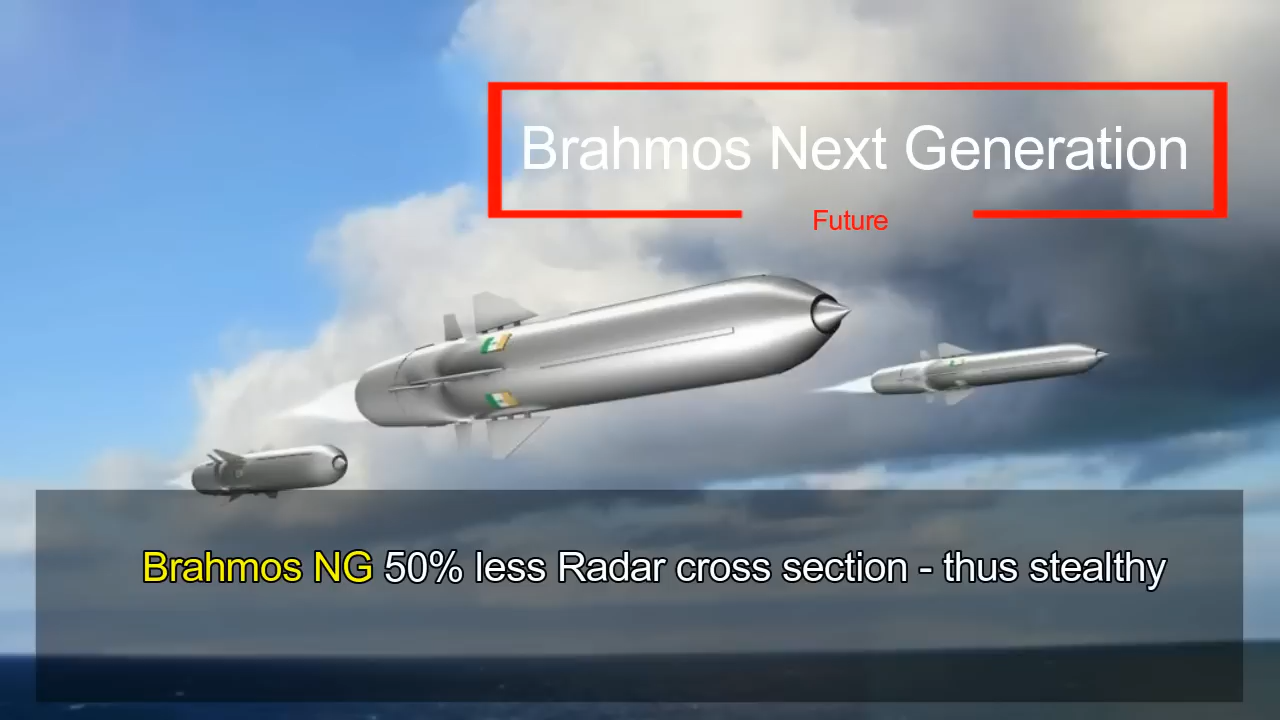 Brahmos Next Generation
Future
Brahmos NG 50% less Radar cross section - thus stealthy